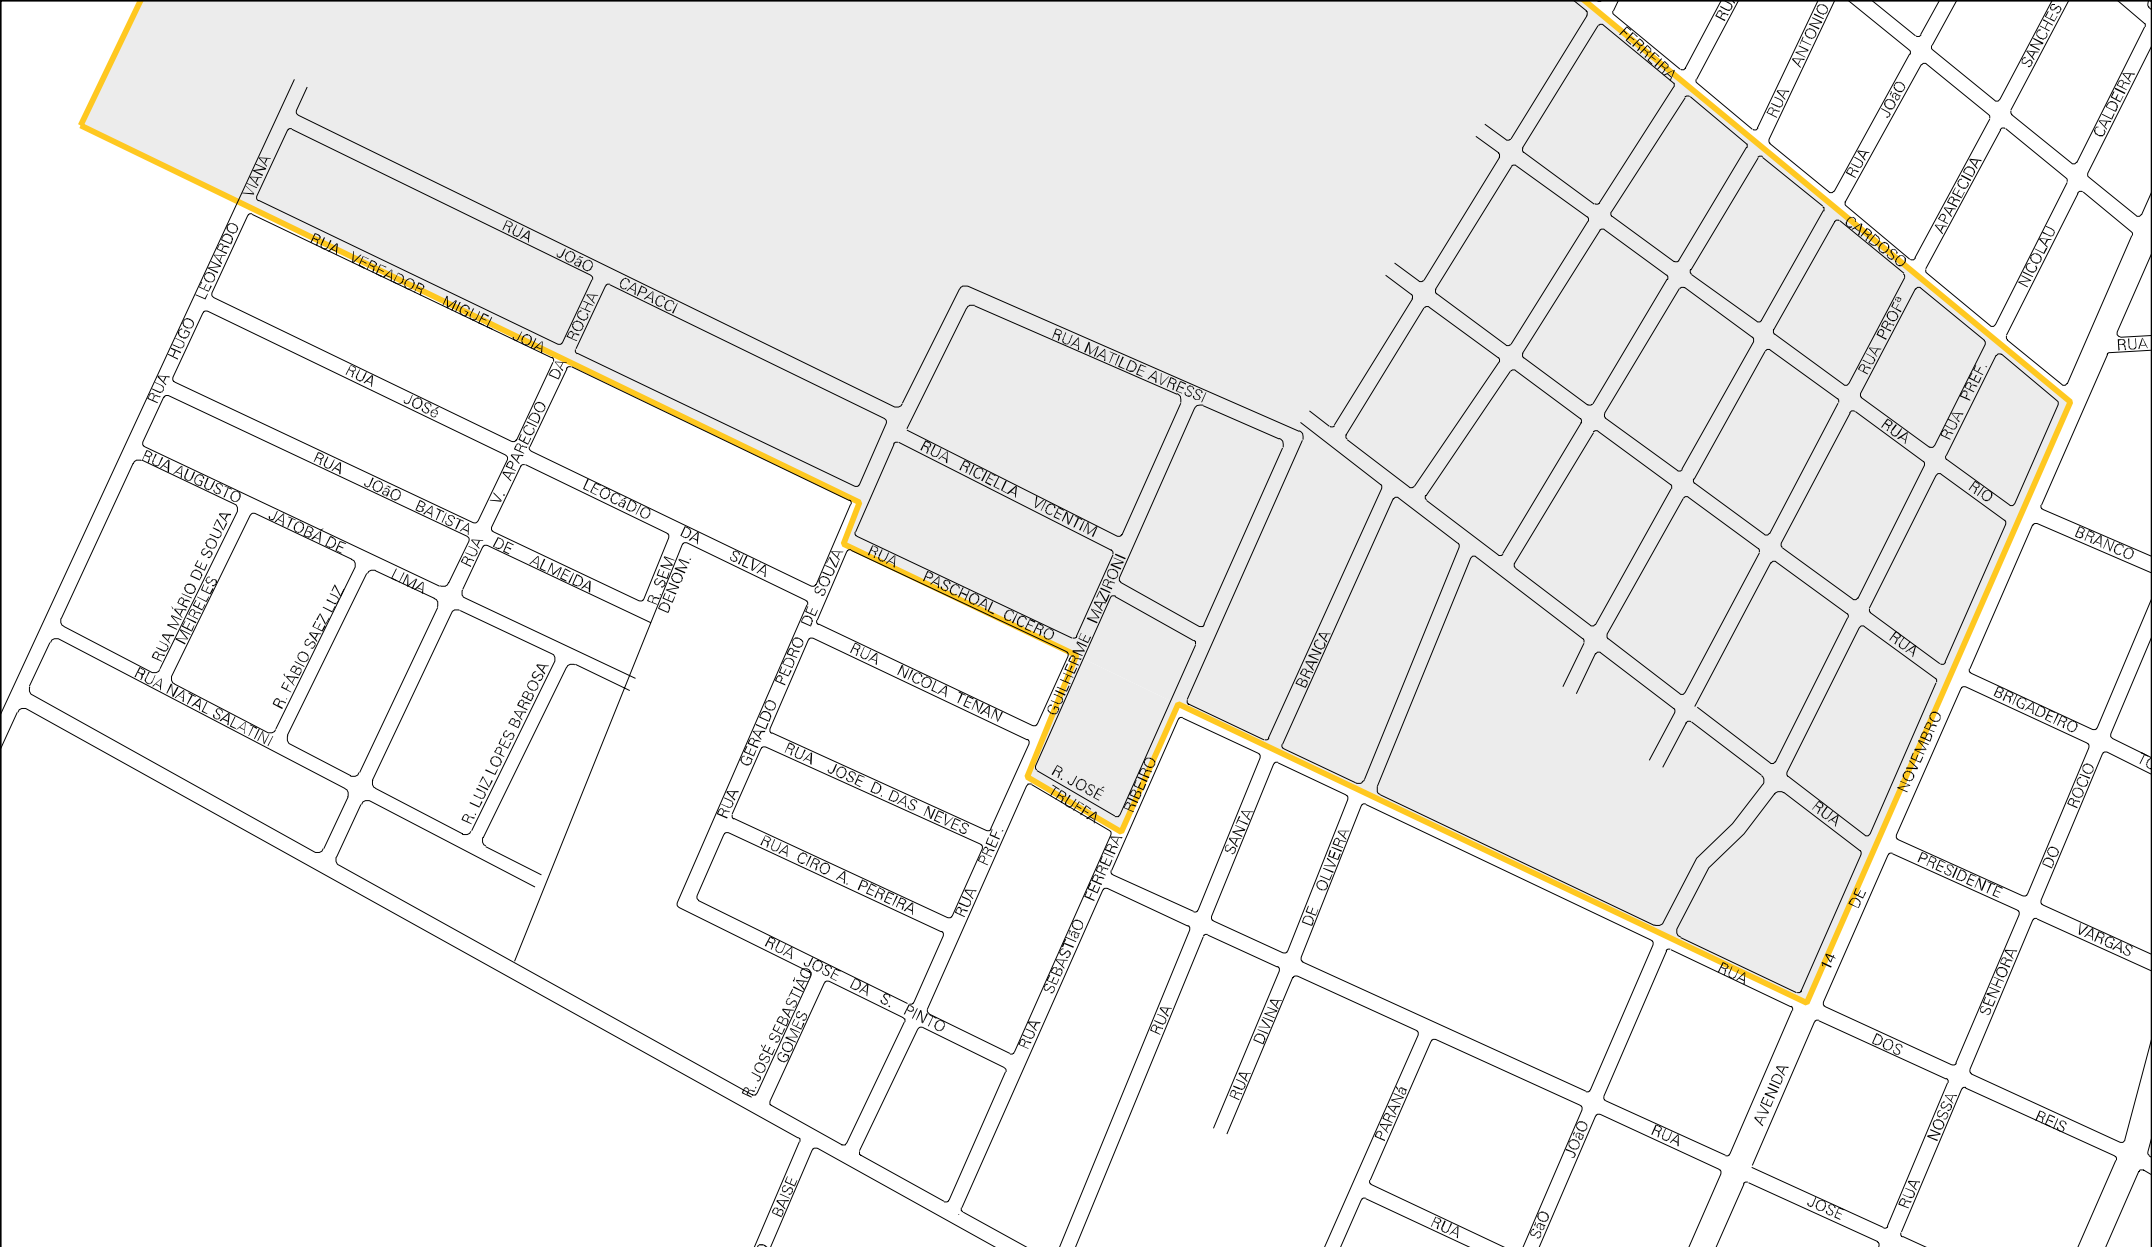 FERREIRA
RUA
ANTONIO
RUA
SANCHES
CALDEIRA
JOãO
RUA
APARECIDA
NICOLAU
CARDOSO
RUA
VIANA
LEONARDO
HUGO
RUA
RUA JOãO CAPACCI
RUA VEREADOR MIGUEL JOIA
ROCHA
DA
V. APARECIDO
RUA
RUA JOSé
LEOCáDIO DA SILVA
RUA JOãO BATISTA
DE ALMEIDA
RUA AUGUSTO
JATOBÁ DE
LIMA
RUA MÁRIO DE SOUZA
MEIRELES
R. FÁBIO SAEZ LUZ
R. LUIZ LOPES BARBOSA
RUA NATAL SALATINI
R. SEM
DENOM.
RUA MATILDE AVRESSI
RUA RICIELLA VICENTIM
RUA PASCHOAL CICERO
RUA GERALDO PEDRO DE SOUZA
RUA NICOLA TENAN
RUA JOSE D. DAS NEVES
RUA CIRO A. PEREIRA
RUA JOSE DA S. PINTO
R. JOSÉ SEBASTIÃO
GOMES
RUA PREF.
GUILHERME MAZIRONI
R. JOSÉ
TRUFFA
RUA SEBASTIãO FERREIRA
RIBEIRO
BRANCA
SANTA
DE OLIVEIRA
RUA
RUA DIVINA
PARANá
JOãO
SãO
BAISE
RUA PROFª
RUA PREF.
RUA
RIO
BRANCO
RUA
BRIGADEIRO
RUA
PRESIDENTE
VARGAS
RUA
DOS
REIS
RUA
JOSE
RUA
AVENIDA
14
DE
NOVEMBRO
RUA
NOSSA
SENHORA
DO
ROCIO